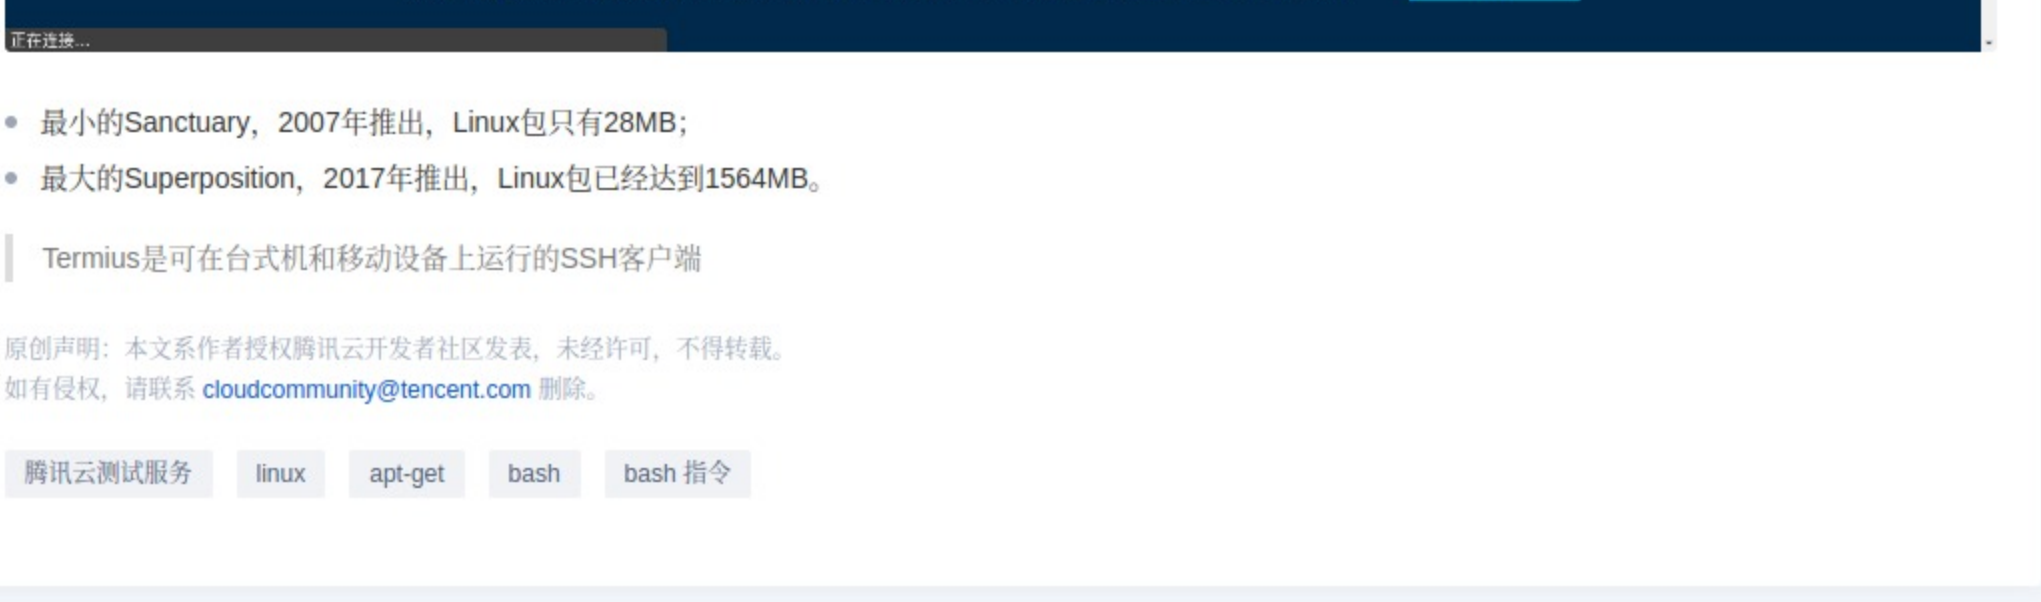 正在连接...
最小的Sanctuary，2007年推出，Linux包只有28MB；
最大的Superposition，2017年推出，Linux包已经达到1564MB。
Termius是可在台式机和移动设备上运行的SSH客户端
原创声明：本文系作者授权腾讯云开发者社区发表，未经许可，不得转载。
如有侵权，请联系 cloudcommunity@tencent.com 删除。
腾讯云测试服务 linux apt-get bash bash 指令